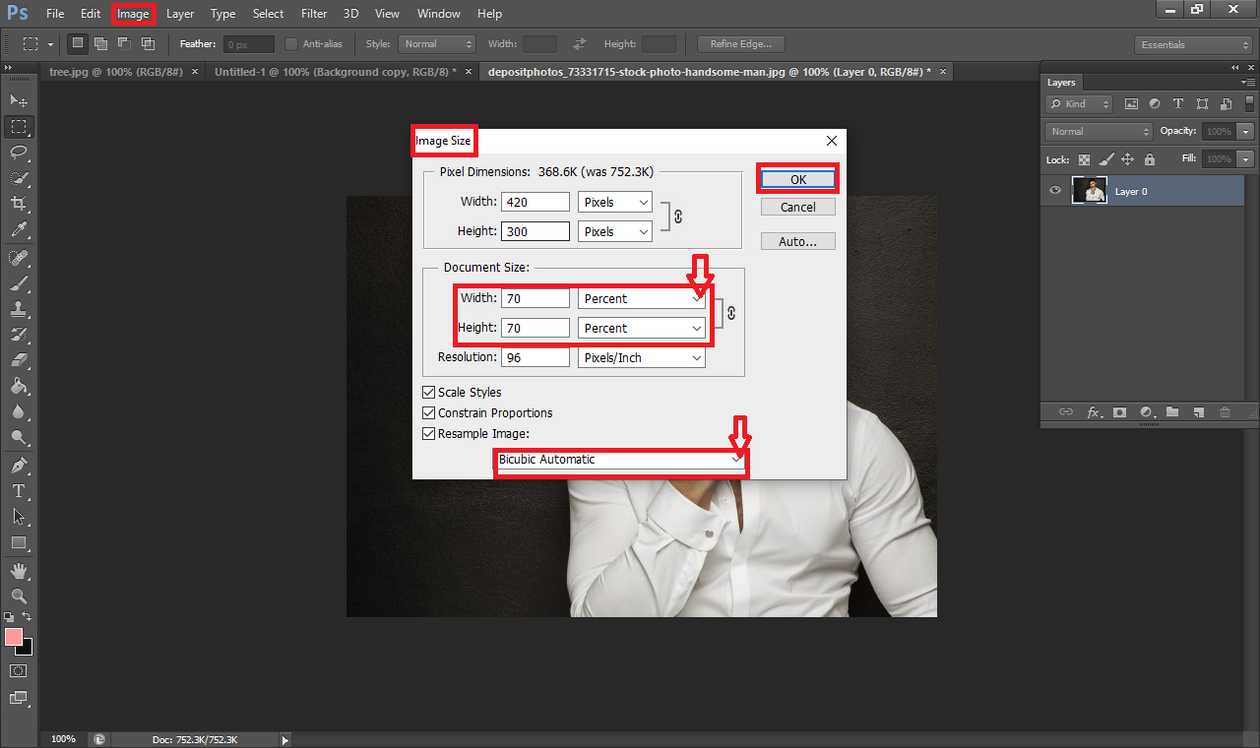 Ps File Edit Image Layer Type Select Filter 3D View Window Help
Feather: 0 px Anti-alias Style: Normal Width: Height: Refine Edge... Essentials
tree.jpg @ 100% (RGB/8#) × Untitled-1 @ 100% (Background copy, RGB/8) * × depositphotos_73331715-stock-photo-handsome-man.jpg @ 100% (Layer 0, RGB/8#) * ×
Image Size
Pixel Dimensions: 368.6K (was 752.3K)
Width: 420 Pixels
Height: 300 Pixels
Document Size:
Width: 70 Percent
Height: 70 Percent
Resolution: 96 Pixels/Inch
Scale Styles
Constrain Proportions
Resample Image:
Bicubic Automatic
OK
Cancel
Auto...
Layers
Kind
Normal Opacity: 100%
Lock: Fill: 100%
Layer 0
fx
100% Doc: 752.3K/752.3K